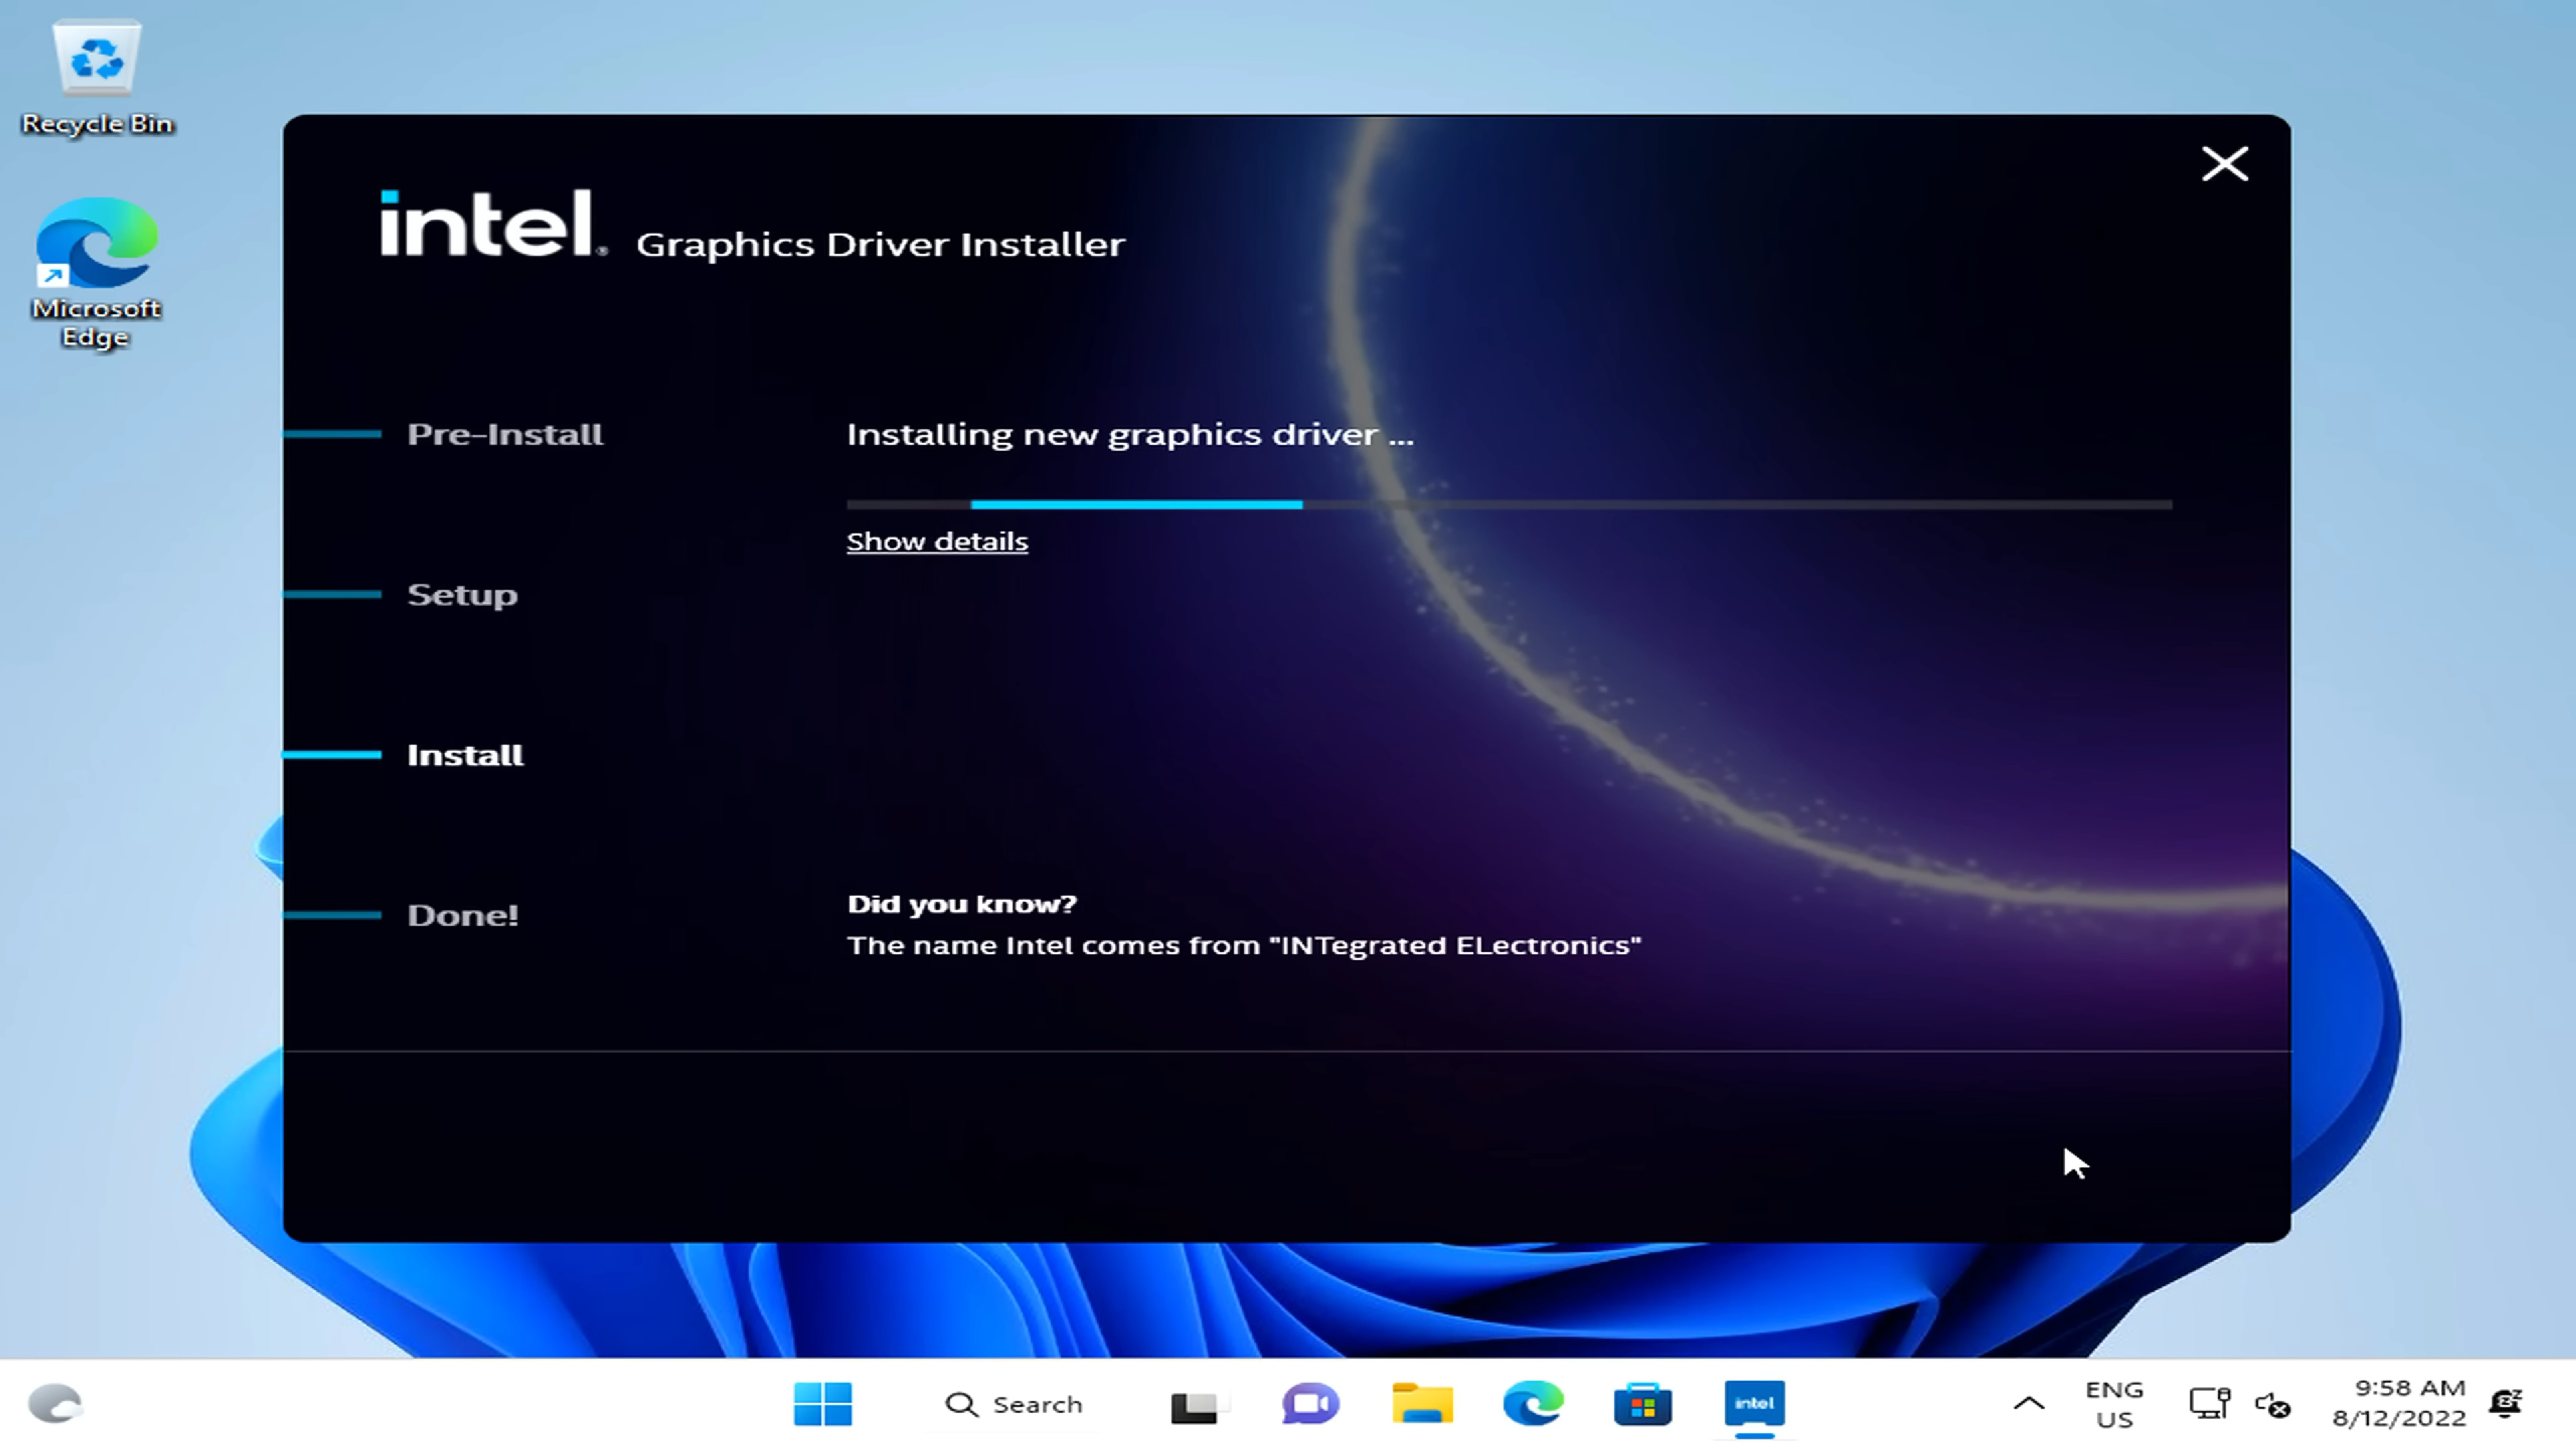 Recycle Bin
Microsoft
Edge
intel® Graphics Driver Installer
Pre-Install
Setup
Install
Done!
Installing new graphics driver ...
Show details
Did you know?
The name Intel comes from "INTegrated ELectronics"
Search
intel
ENG
US
9:58 AM
8/12/2022